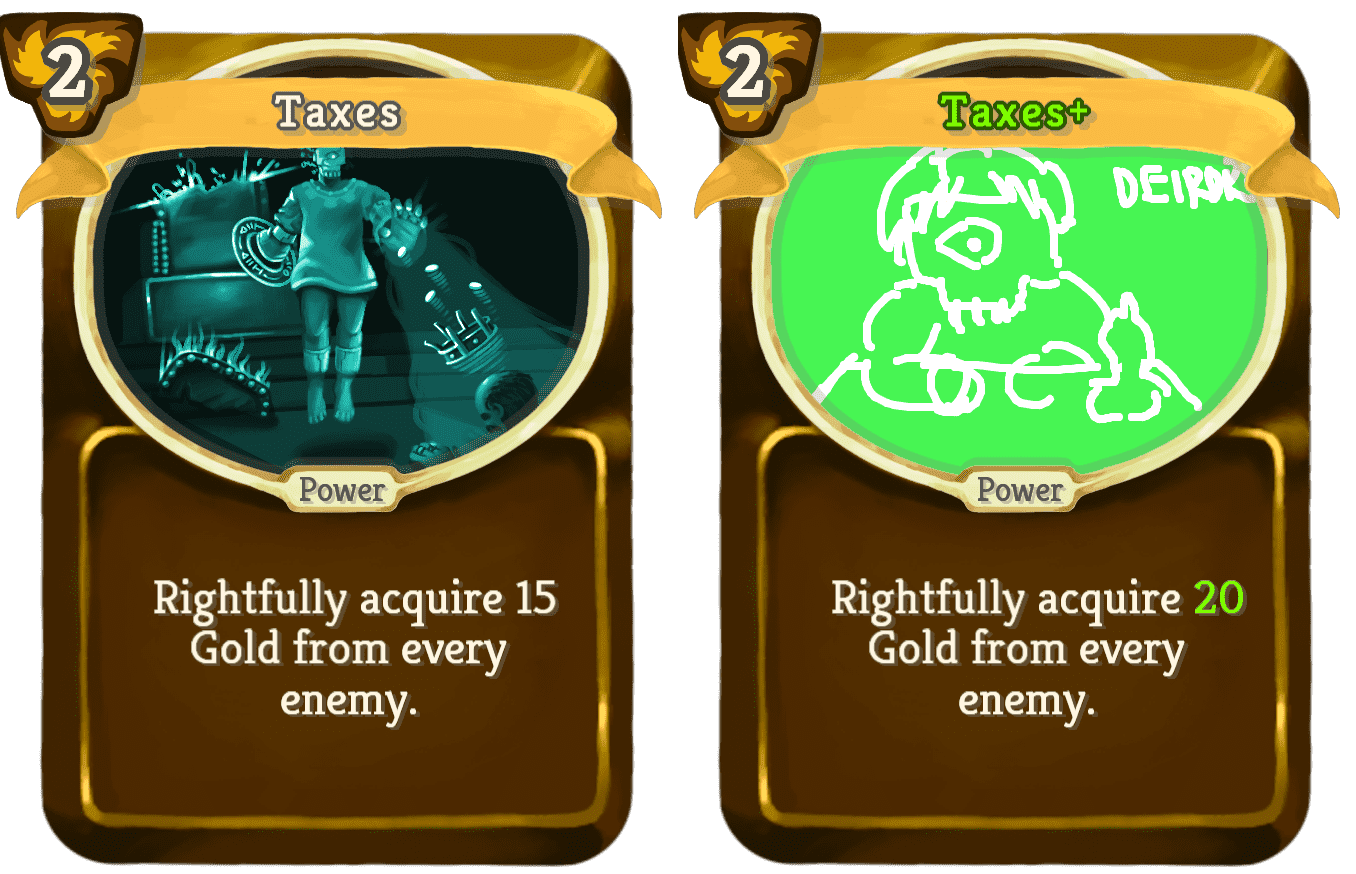 2
Taxes
Power
Rightfully acquire 15
Gold from every
enemy.
2
Taxes+
Power
Rightfully acquire 20
Gold from every
enemy.